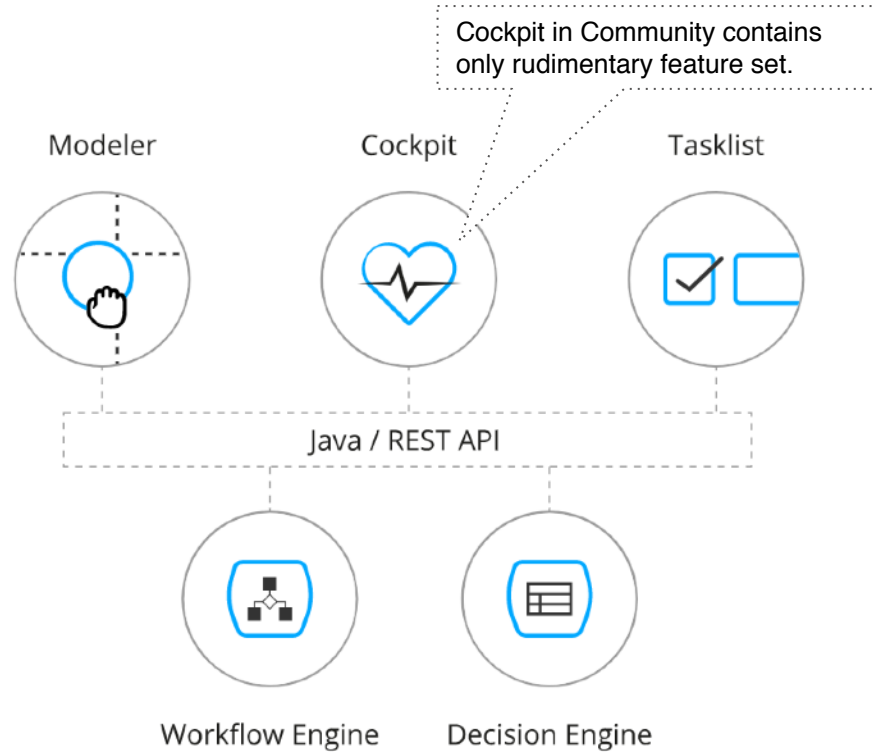 Cockpit in Community contains
only rudimentary feature set.
Modeler
Cockpit
Tasklist
Java / REST API
Workflow Engine
Decision Engine